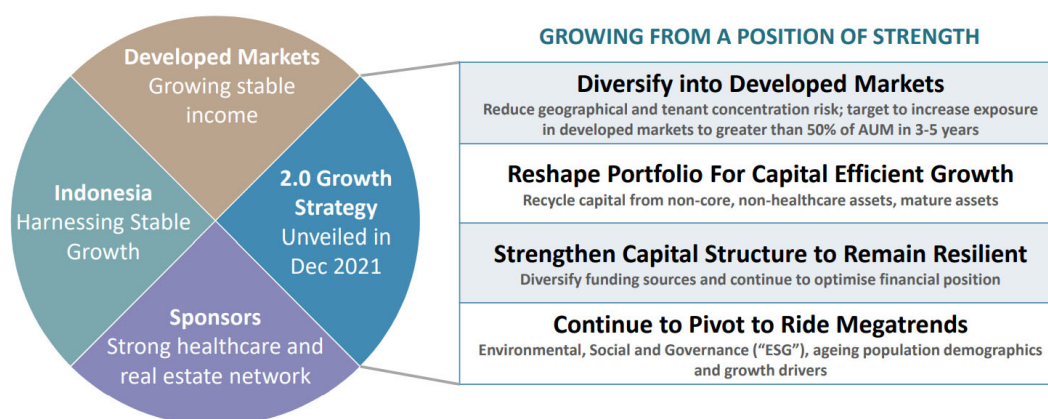 Developed Markets
Growing stable
income
Indonesia
Harnessing Stable
Growth
2.0 Growth
Strategy
Unveiled in
Dec 2021
Sponsors
Strong healthcare and
real estate network
GROWING FROM A POSITION OF STRENGTH
Diversify into Developed Markets
Reduce geographical and tenant concentration risk; target to increase exposure
in developed markets to greater than 50% of AUM in 3-5 years
Reshape Portfolio For Capital Efficient Growth
Recycle capital from non-core, non-healthcare assets, mature assets
Strengthen Capital Structure to Remain Resilient
Diversify funding sources and continue to optimise financial position
Continue to Pivot to Ride Megatrends
Environmental, Social and Governance (“ESG”), ageing population demographics
and growth drivers